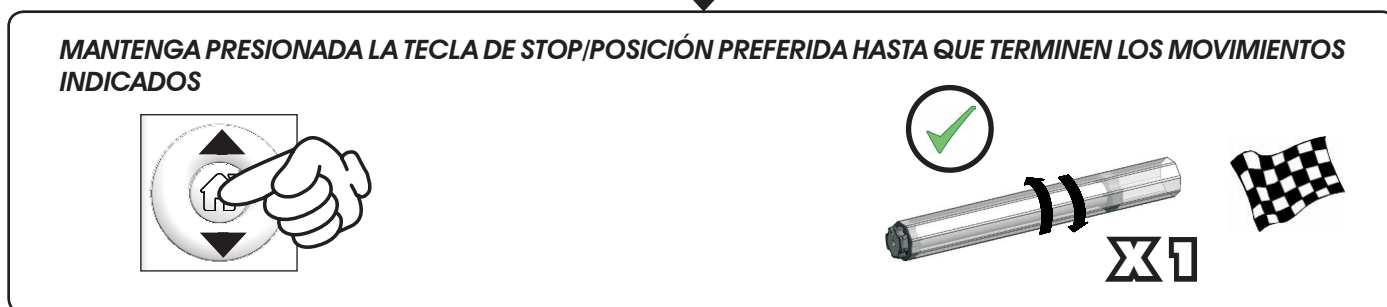 MANTENGA PRESIONADA LA TECLA DE STOP/POSICIÓN PREFERIDA HASTA QUE TERMINEN LOS MOVIMIENTOS
INDICADOS
X1